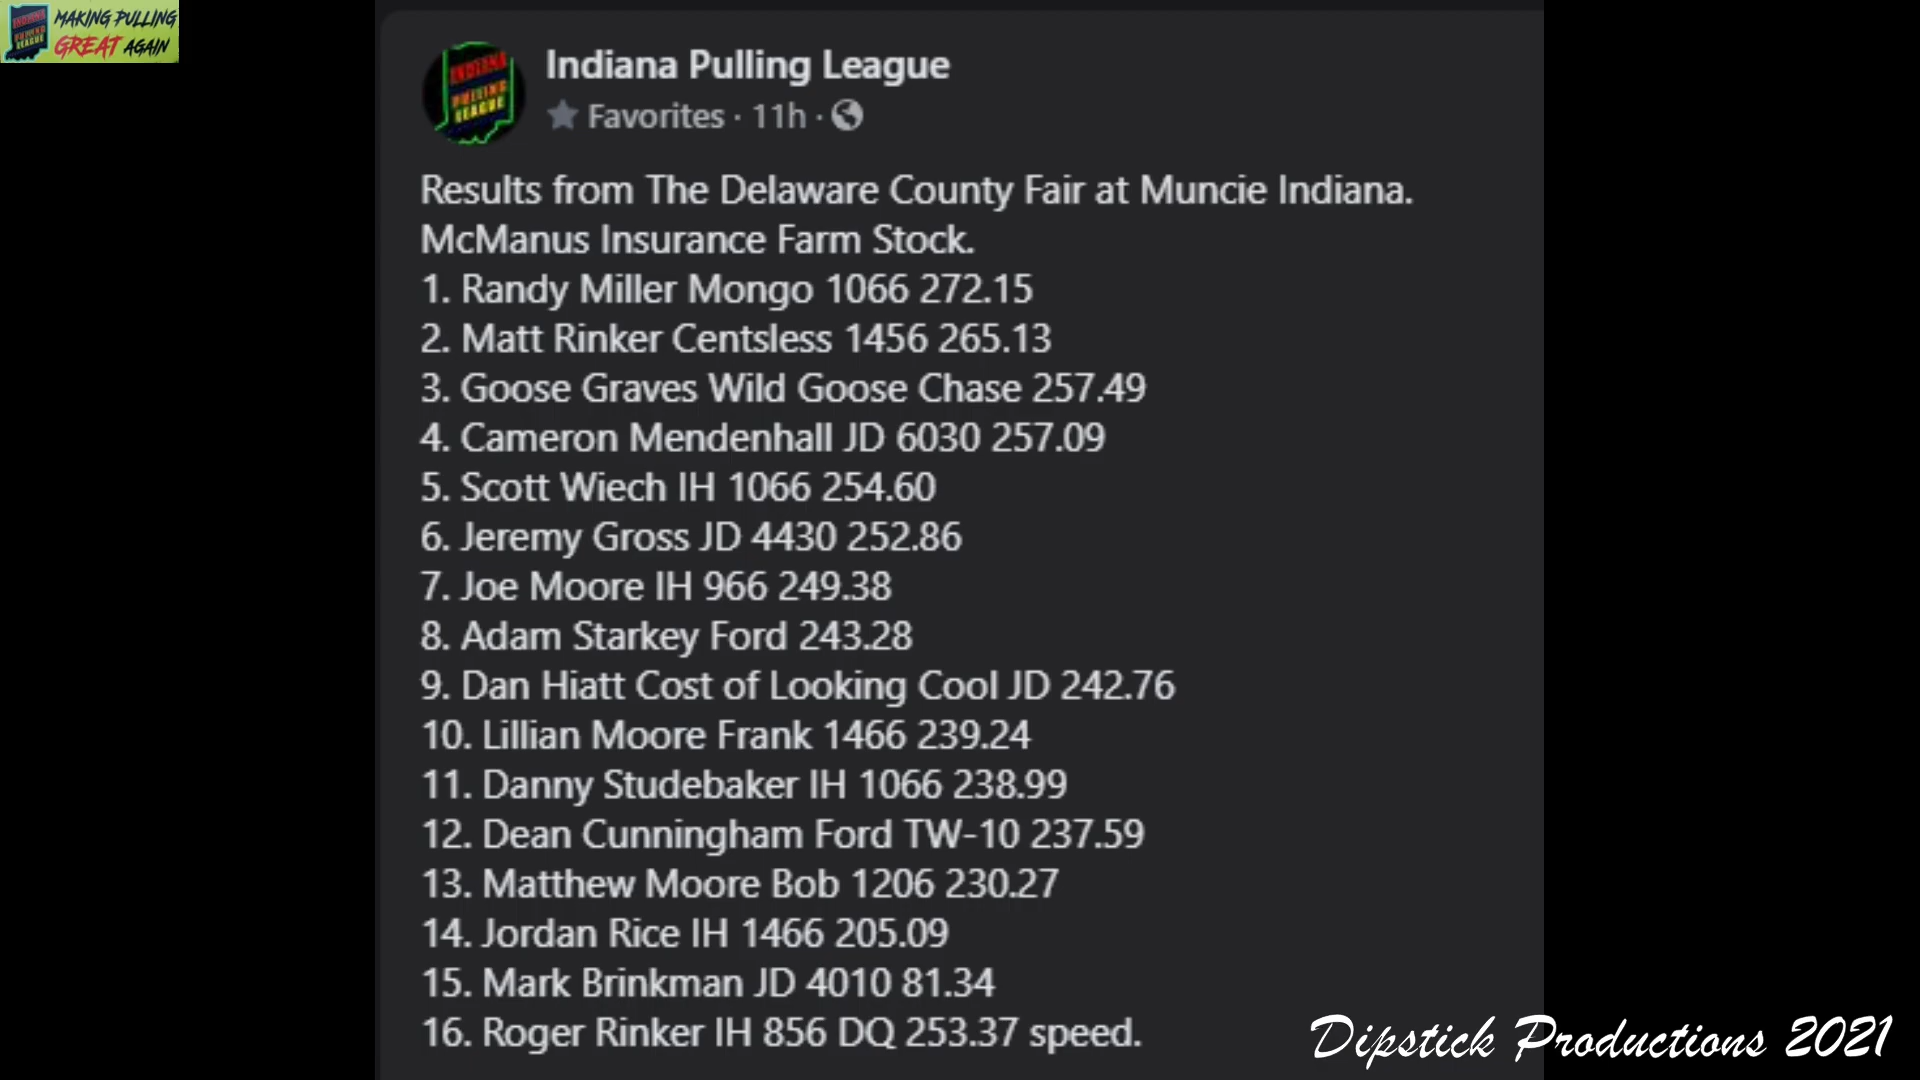 INDIANA
PULLING
LEAGUE
MAKING PULLING
GREAT AGAIN
INDIANA
PULLING
LEAGUE
Indiana Pulling League
Favorites · 11h ·
Results from The Delaware County Fair at Muncie Indiana.
McManus Insurance Farm Stock.
1. Randy Miller Mongo 1066 272.15
2. Matt Rinker Centsless 1456 265.13
3. Goose Graves Wild Goose Chase 257.49
4. Cameron Mendenhall JD 6030 257.09
5. Scott Wiech IH 1066 254.60
6. Jeremy Gross JD 4430 252.86
7. Joe Moore IH 966 249.38
8. Adam Starkey Ford 243.28
9. Dan Hiatt Cost of Looking Cool JD 242.76
10. Lillian Moore Frank 1466 239.24
11. Danny Studebaker IH 1066 238.99
12. Dean Cunningham Ford TW-10 237.59
13. Matthew Moore Bob 1206 230.27
14. Jordan Rice IH 1466 205.09
15. Mark Brinkman JD 4010 81.34
16. Roger Rinker IH 856 DQ 253.37 speed.
Dipstick Productions 2021